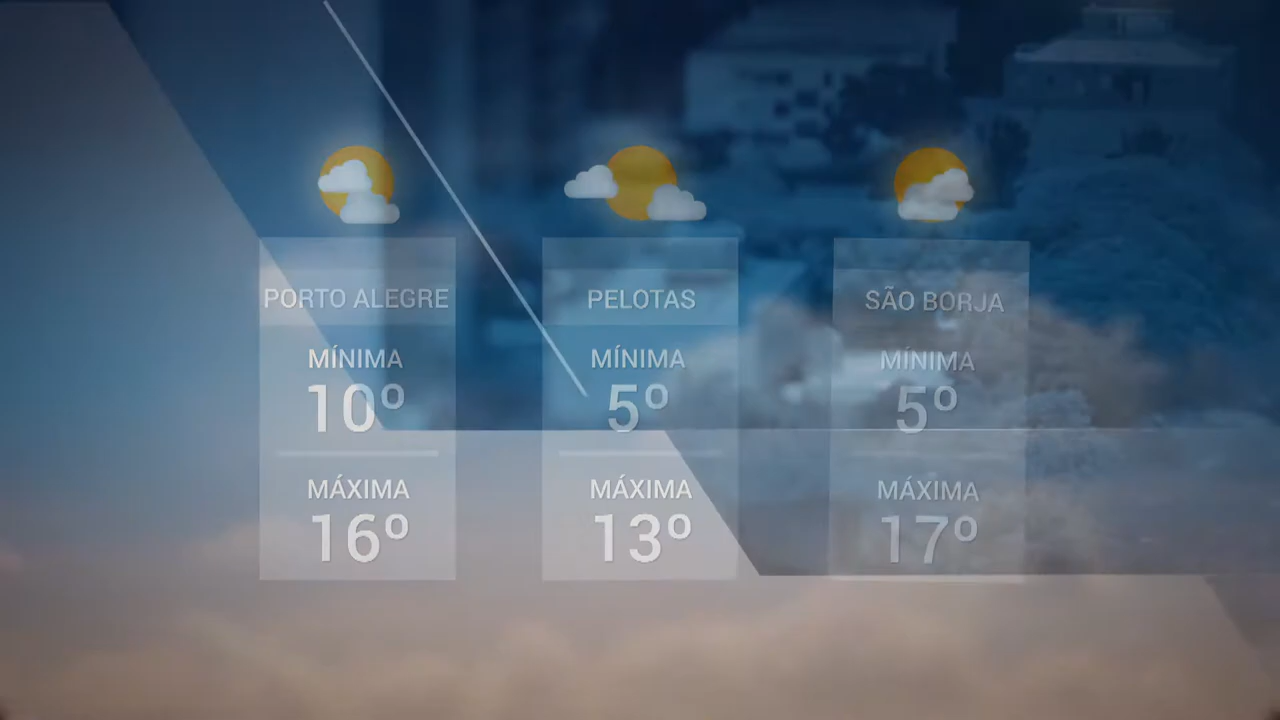 PORTO ALEGRE
MÍNIMA
10º
MÁXIMA
16º
PELOTAS
MÍNIMA
5º
MÁXIMA
13º
SÃO BORJA
MÍNIMA
5º
MÁXIMA
17º